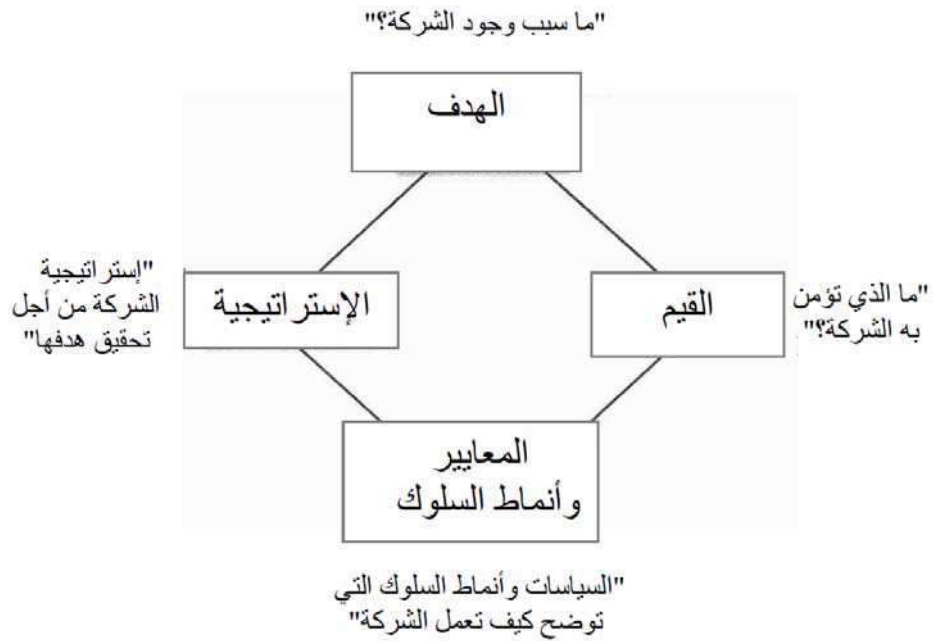 "ما سبب وجود الشركة؟"
الهدف
"ما الذي تؤمن
به الشركة؟"
القيم
الإستراتيجية
"إستراتيجية
الشركة من أجل
تحقيق هدفها"
المعايير
وأنماط السلوك
"السياسات وأنماط السلوك التي
توضح كيف تعمل الشركة"